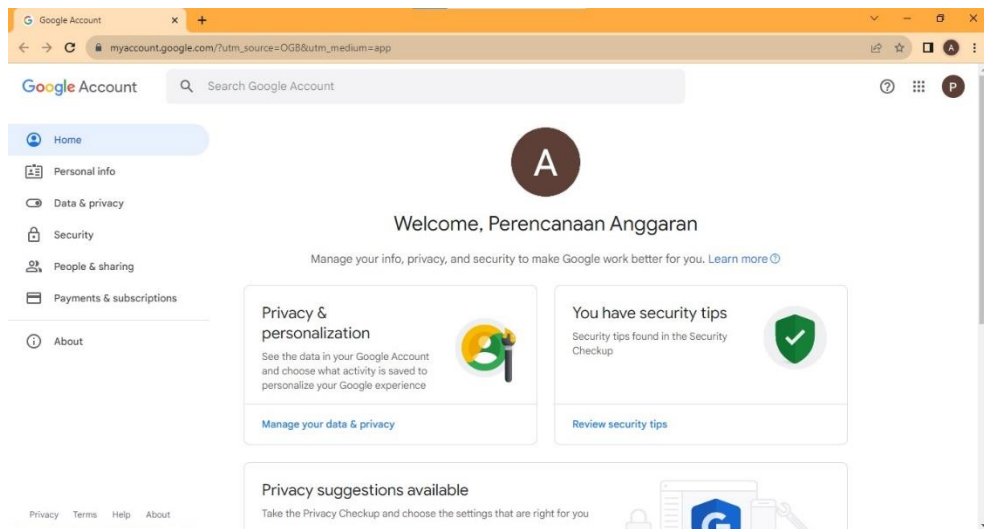 Google Account
myaccount.google.com/?utm_source=OGB&utm_medium=app
A
Google Account
Search Google Account
P
Home
Personal info
Data & privacy
Security
People & sharing
Payments & subscriptions
About
A
Welcome, Perencanaan Anggaran
Manage your info, privacy, and security to make Google work better for you. Learn more
Privacy &
personalization
See the data in your Google Account
and choose what activity is saved to
personalize your Google experience
Manage your data & privacy
You have security tips
Security tips found in the Security
Checkup
Review security tips
Privacy suggestions available
Take the Privacy Checkup and choose the settings that are right for you
G
Privacy Terms Help About